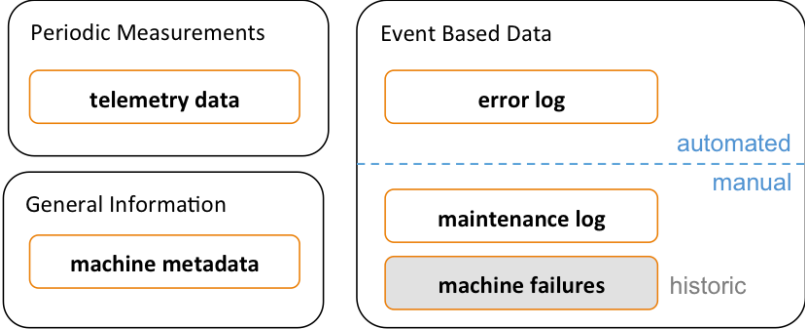 Periodic Measurements
telemetry data
General Information
machine metadata
Event Based Data
error log
automated
manual
maintenance log
machine failures
historic